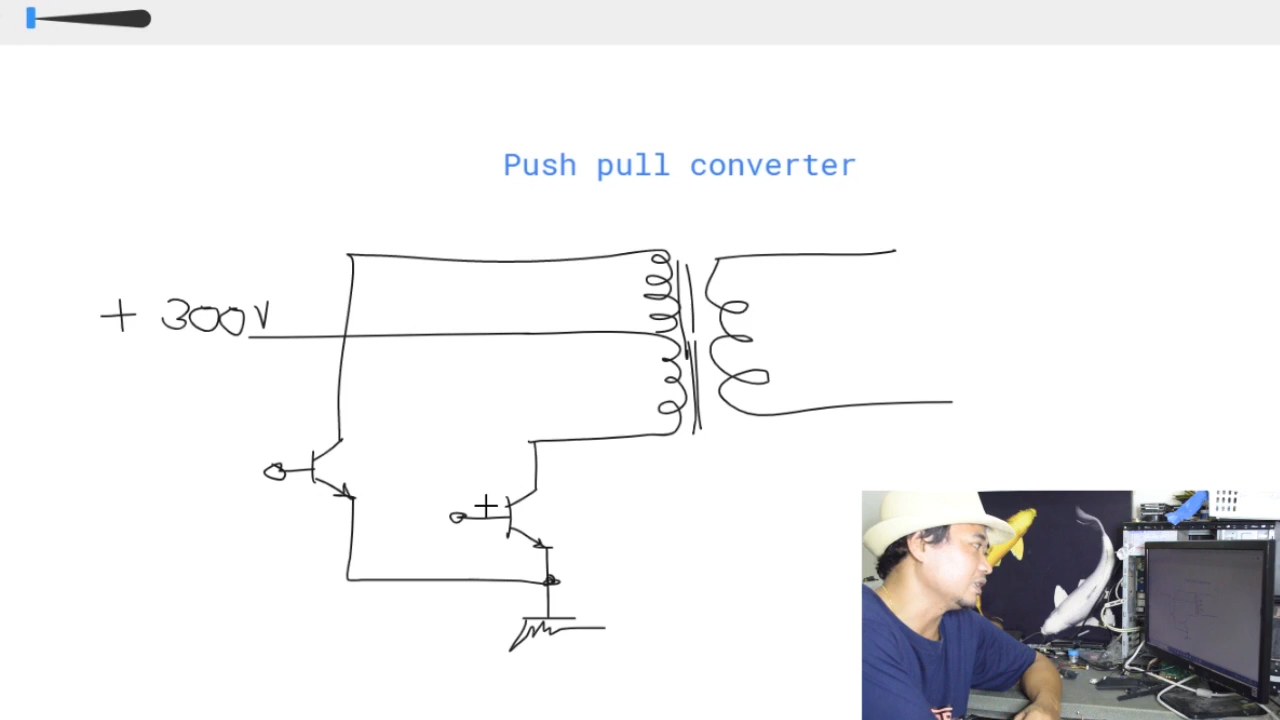 Push pull converter
+ 300V
+